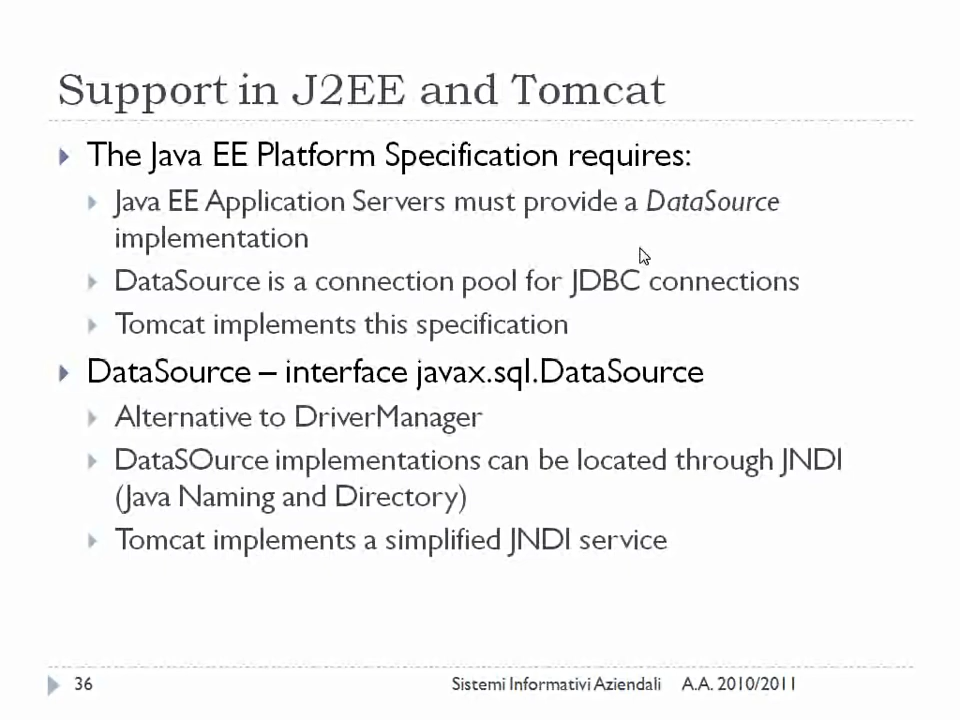 Support in J2EE and Tomcat
The Java EE Platform Specification requires:
Java EE Application Servers must provide a DataSource
implementation
DataSource is a connection pool for JDBC connections
Tomcat implements this specification
DataSource – interface javax.sql.DataSource
Alternative to DriverManager
DataSOurce implementations can be located through JNDI
(Java Naming and Directory)
Tomcat implements a simplified JNDI service
36 Sistemi Informativi Aziendali A.A. 2010/2011